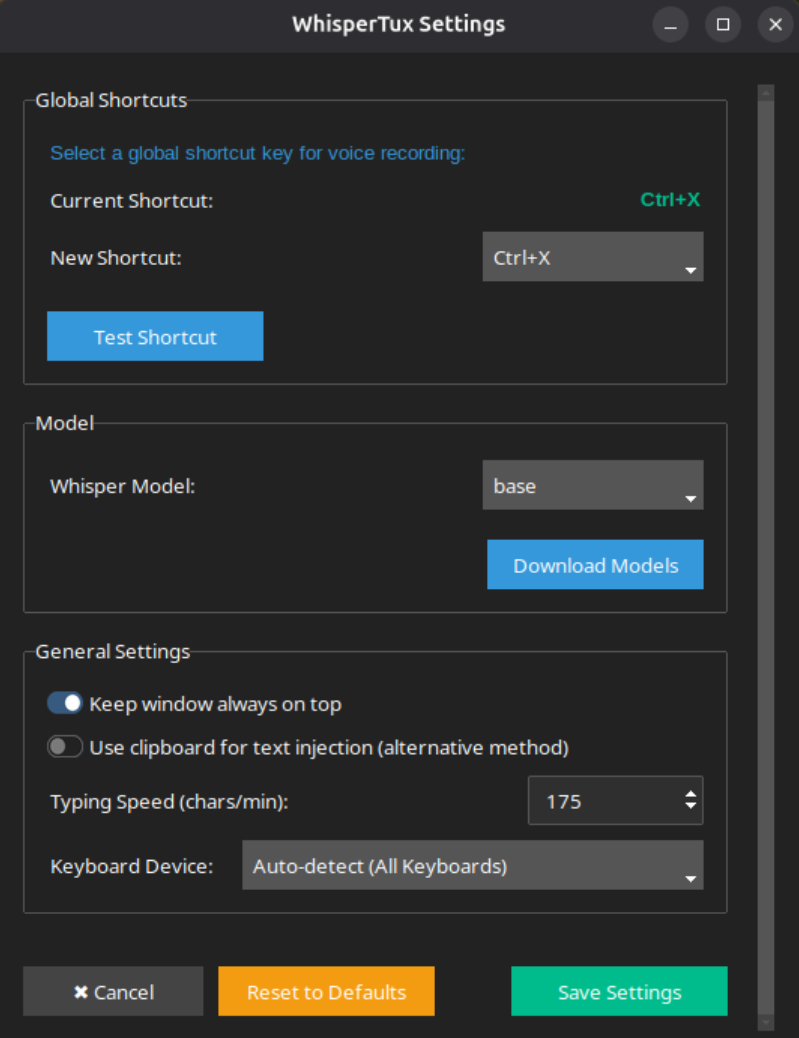 WhisperTux Settings
Global Shortcuts
Select a global shortcut key for voice recording:
Current Shortcut: Ctrl+X
New Shortcut: Ctrl+X
Test Shortcut
Model
Whisper Model: base
Download Models
General Settings
Keep window always on top
Use clipboard for text injection (alternative method)
Typing Speed (chars/min): 175
Keyboard Device: Auto-detect (All Keyboards)
✖ Cancel Reset to Defaults Save Settings